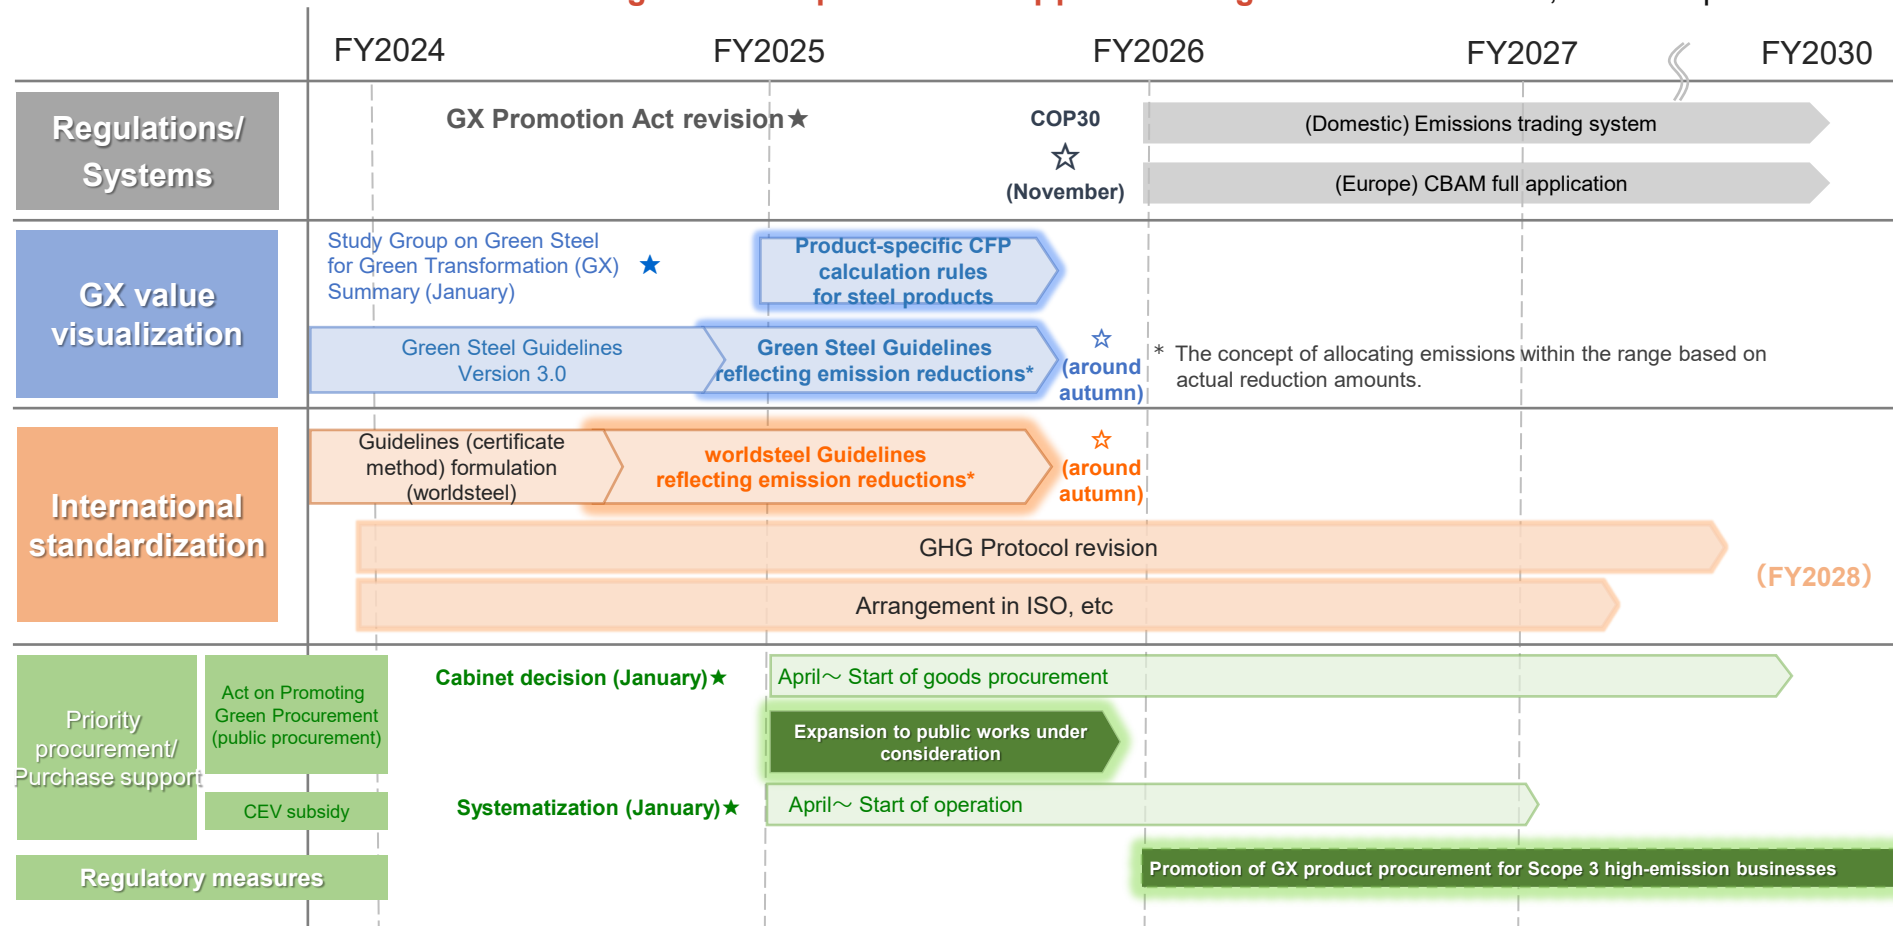 FY2024 FY2025 FY2026 FY2027 FY2030
Regulations/
Systems
GX Promotion Act revision★
COP30
☆
(November)
(Domestic) Emissions trading system
(Europe) CBAM full application
GX value
visualization
Study Group on Green Steel
for Green Transformation (GX) ★
Summary (January)
Product-specific CFP
calculation rules
for steel products
Green Steel Guidelines
Version 3.0
Green Steel Guidelines
reflecting emission reductions*
☆
(around
autumn)
* The concept of allocating emissions within the range based on
actual reduction amounts.
International
standardization
Guidelines (certificate
method) formulation
(worldsteel)
worldsteel Guidelines
reflecting emission reductions*
☆
(around
autumn)
GHG Protocol revision
(FY2028)
Arrangement in ISO, etc
Priority
procurement/
Purchase support
Act on Promoting
Green Procurement
(public procurement)
Cabinet decision (January)★
April～ Start of goods procurement
Expansion to public works under
consideration
CEV subsidy
Systematization (January)★
April～ Start of operation
Regulatory measures
Promotion of GX product procurement for Scope 3 high-emission businesses